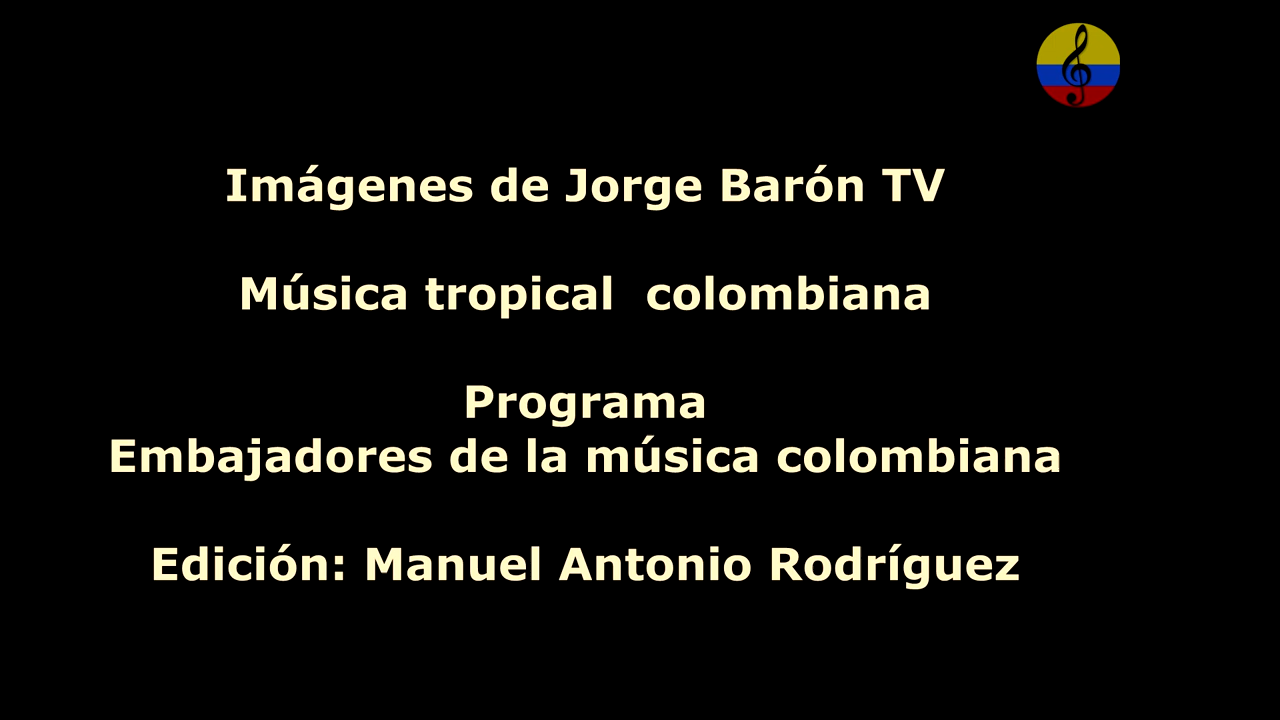 Imágenes de Jorge Barón TV
Música tropical  colombiana
Programa
Embajadores de la música colombiana
Edición: Manuel Antonio Rodríguez